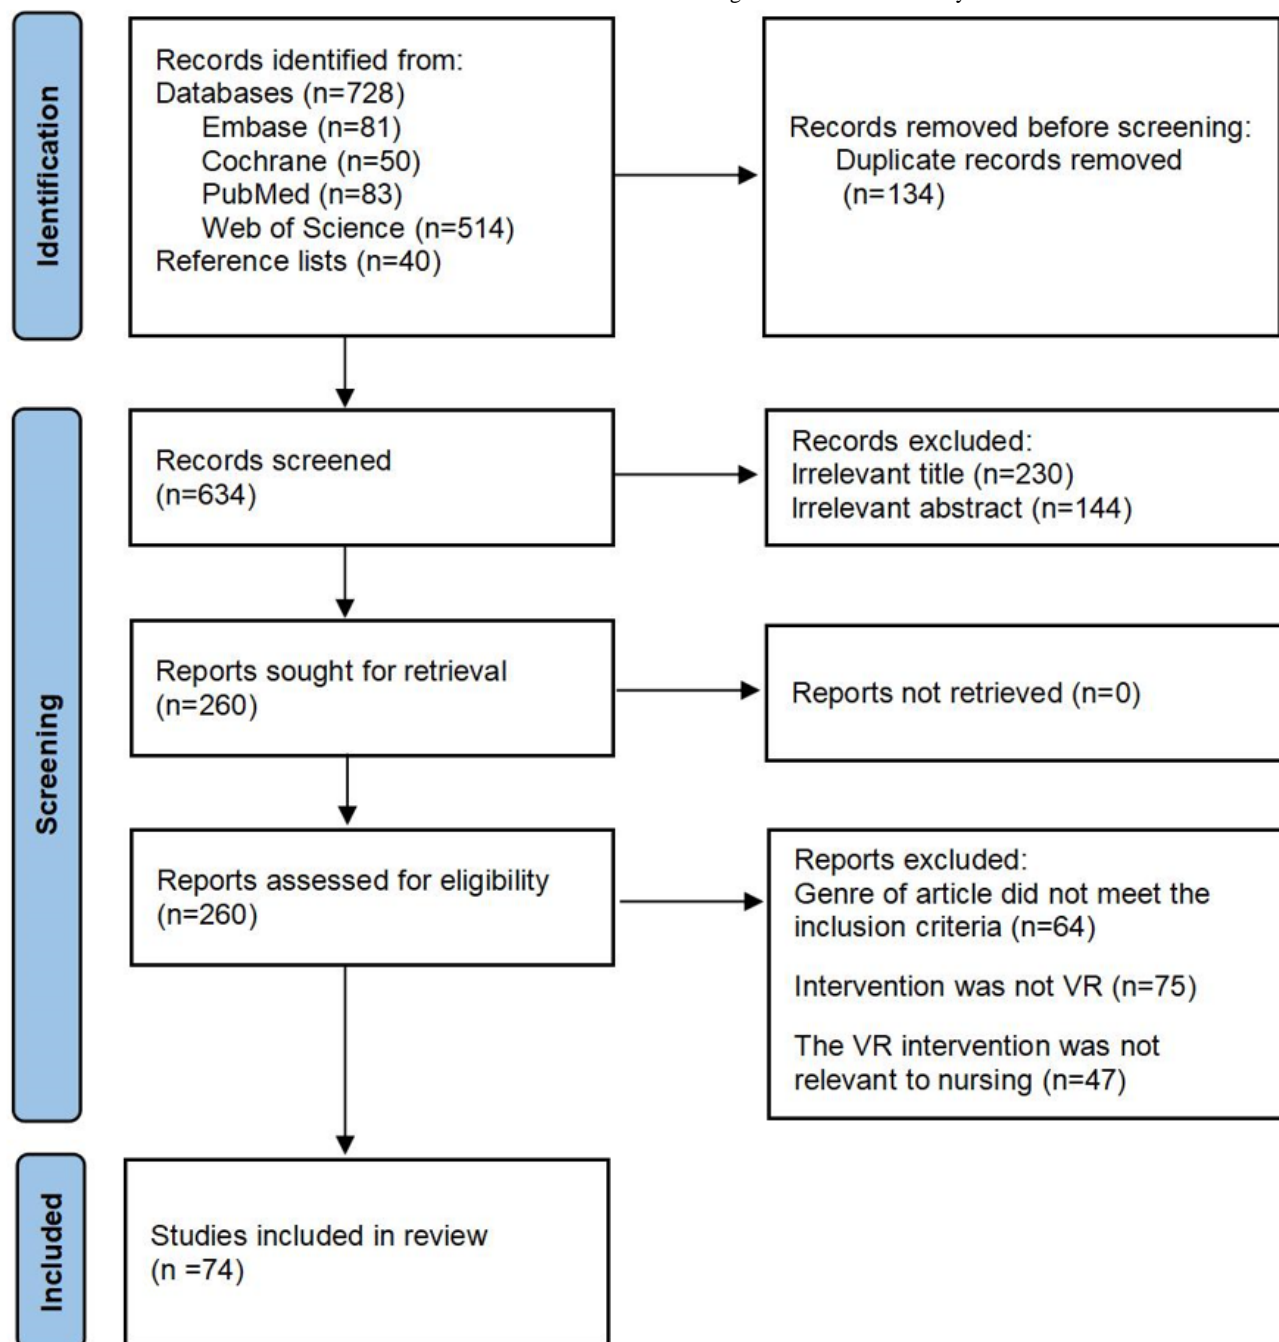 Identification
Records identified from:
Databases (n=728)
Embase (n=81)
Cochrane (n=50)
PubMed (n=83)
Web of Science (n=514)
Reference lists (n=40)
Records removed before screening:
Duplicate records removed
(n=134)
Screening
Records screened
(n=634)
Records excluded:
Irrelevant title (n=230)
Irrelevant abstract (n=144)
Reports sought for retrieval
(n=260)
Reports not retrieved (n=0)
Reports assessed for eligibility
(n=260)
Reports excluded:
Genre of article did not meet the
inclusion criteria (n=64)
Intervention was not VR (n=75)
The VR intervention was not
relevant to nursing (n=47)
Included
Studies included in review
(n =74)